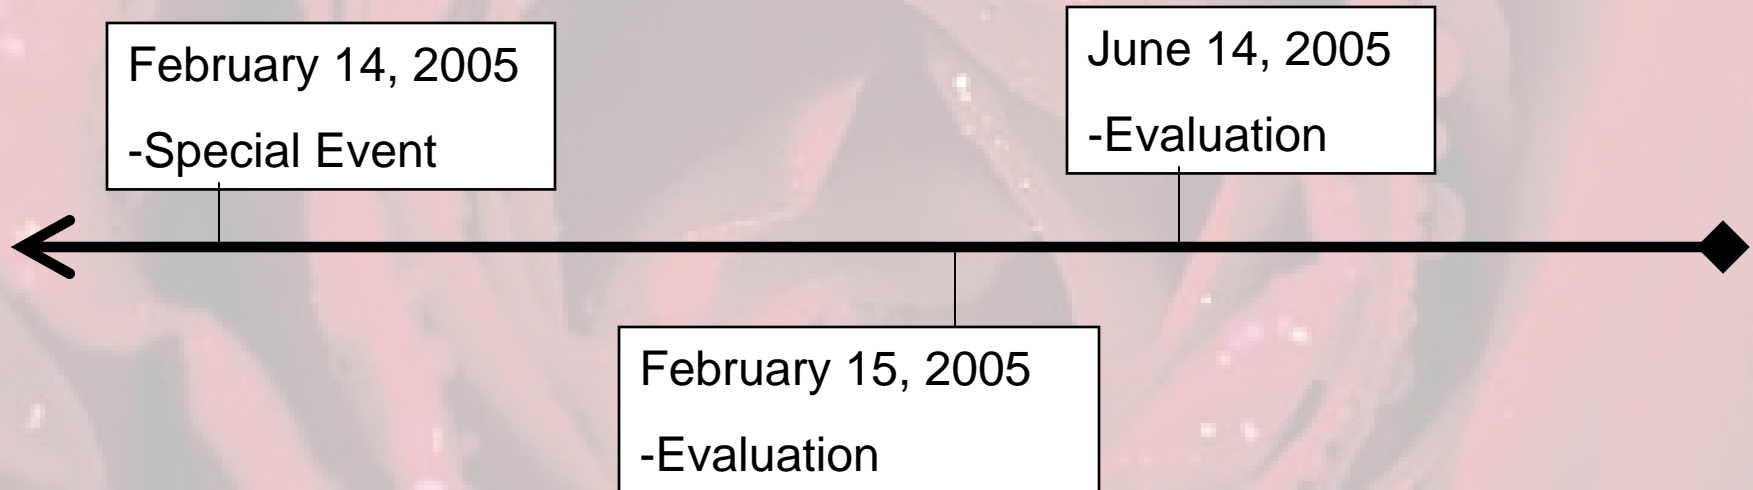 February 14, 2005
-Special Event
February 15, 2005
-Evaluation
June 14, 2005
-Evaluation